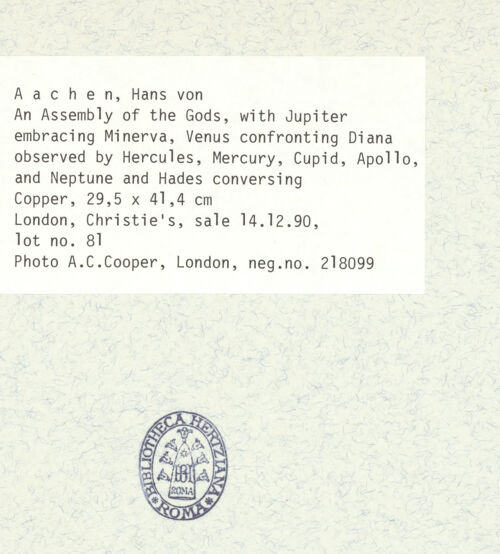 A a c h e n, Hans von
An Assembly of the Gods, with Jupiter
embracing Minerva, Venus confronting Diana
observed by Hercules, Mercury, Cupid, Apollo,
and Neptune and Hades conversing
Copper, 29,5 x 41,4 cm
London, Christie's, sale 14.12.90,
lot no. 81
Photo A.C.Cooper, London, neg.no. 218099
BIBLIOTHECA HERTZIANA
ROMA
ROMA